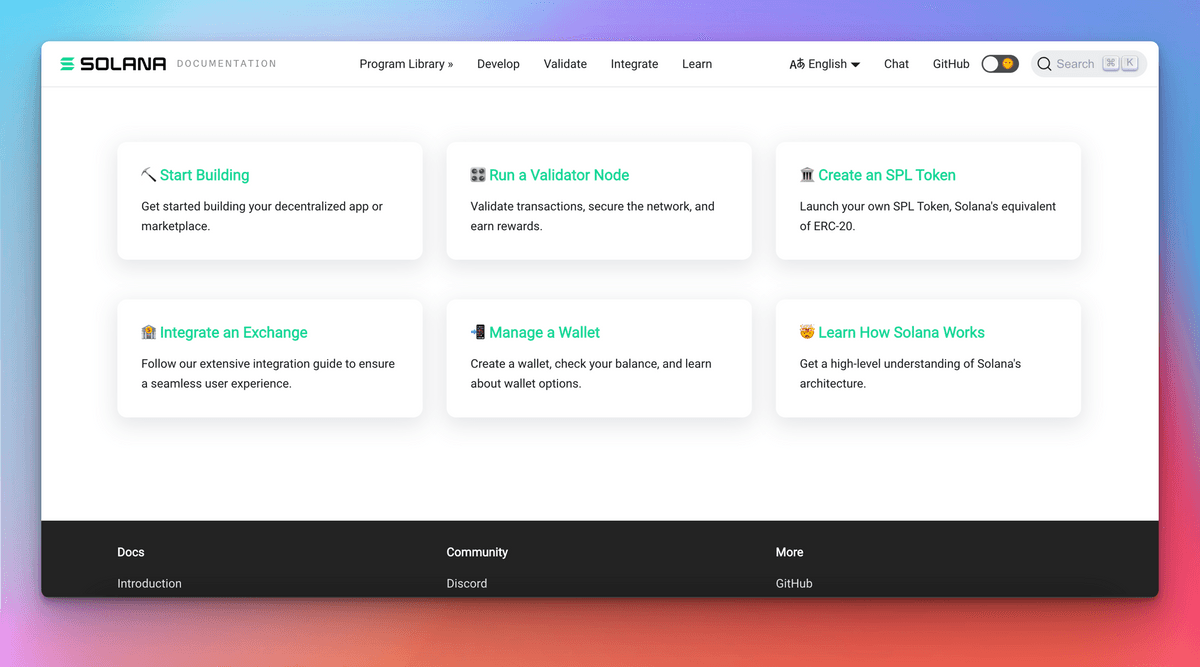 SOLANA DOCUMENTATION Program Library » Develop Validate Integrate Learn English Chat GitHub Search ⌘ K
⛏️ Start Building
Get started building your decentralized app or
marketplace.
🎛️ Run a Validator Node
Validate transactions, secure the network, and
earn rewards.
🏛️ Create an SPL Token
Launch your own SPL Token, Solana's equivalent
of ERC-20.
🏦 Integrate an Exchange
Follow our extensive integration guide to ensure
a seamless user experience.
📲 Manage a Wallet
Create a wallet, check your balance, and learn
about wallet options.
🤯 Learn How Solana Works
Get a high-level understanding of Solana's
architecture.
Docs
Introduction
Community
Discord
More
GitHub